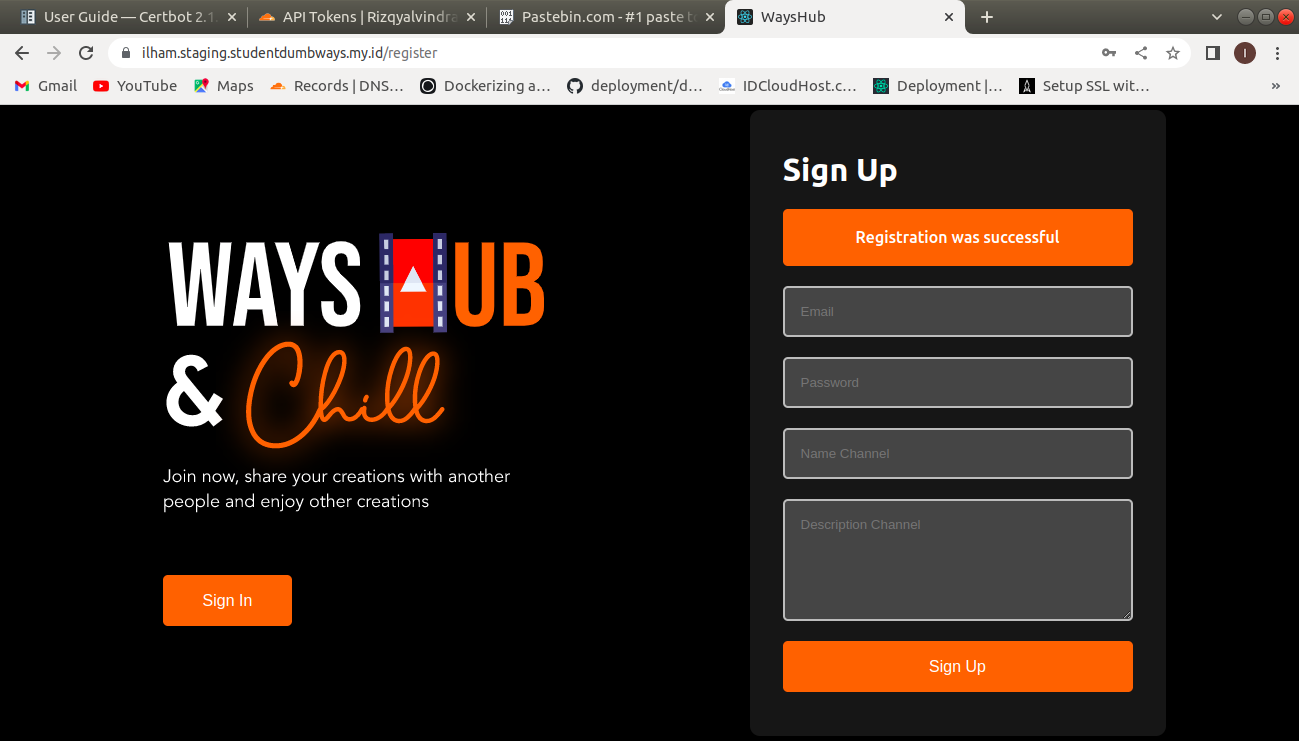 User Guide — Certbot 2.1.
API Tokens | Rizqyalvindra
Pastebin.com - #1 paste to
WaysHub
ilham.staging.studentdumbways.my.id/register
I
Gmail
YouTube
Maps
Records | DNS...
Dockerizing a...
deployment/d...
IDCloudHost.c...
Deployment |...
Setup SSL wit...
»
WAYS HUB
& Chill
Join now, share your creations with another
people and enjoy other creations
Sign In
Sign Up
Registration was successful
Email
Password
Name Channel
Description Channel
Sign Up